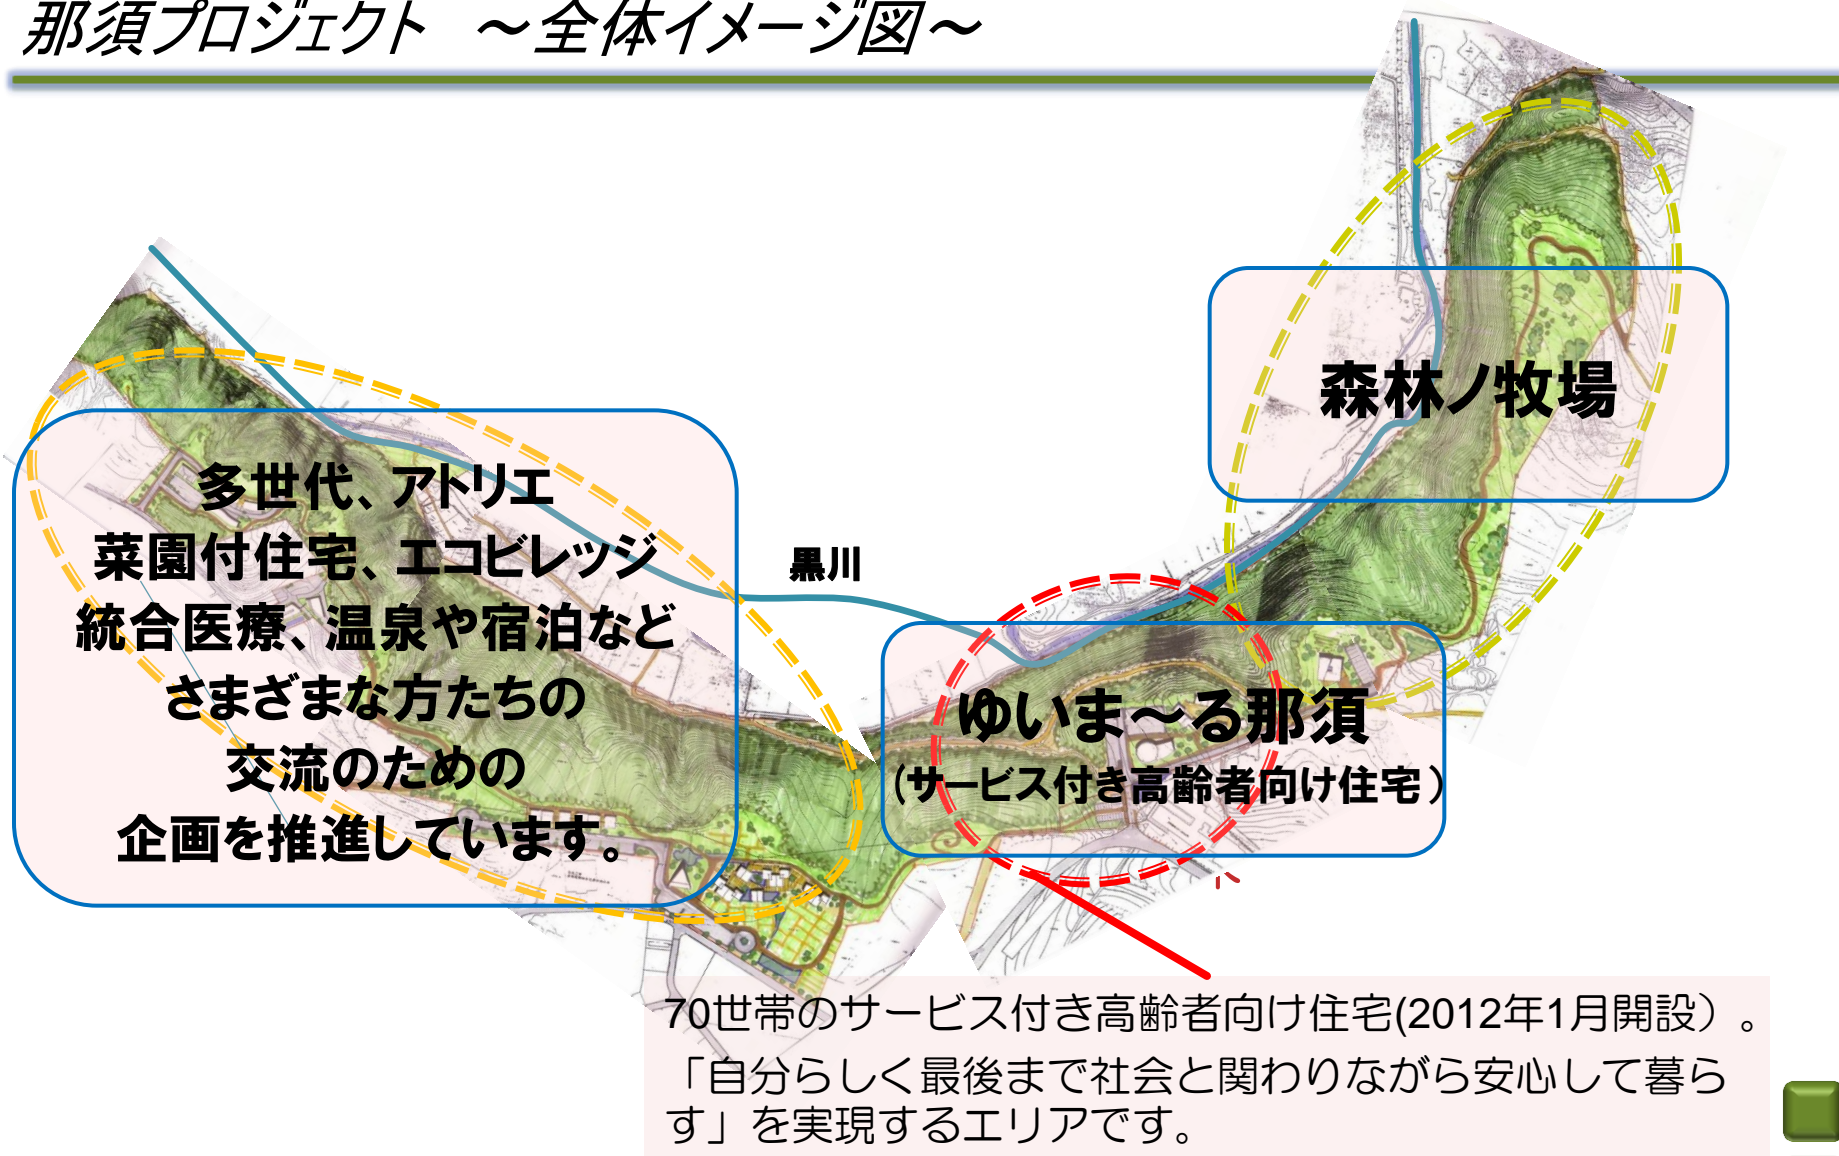 那須プロジェクト ～全体イメージ図～
森林ノ牧場
多世代、アトリエ
菜園付住宅、エコビレッジ
統合医療、温泉や宿泊など
さまざまな方たちの
交流のための
企画を推進しています。
黒川
ゆいま～る那須
(サービス付き高齢者向け住宅）
70世帯のサービス付き高齢者向け住宅(2012年1月開設）。
「自分らしく最後まで社会と関わりながら安心して暮ら
す」を実現するエリアです。